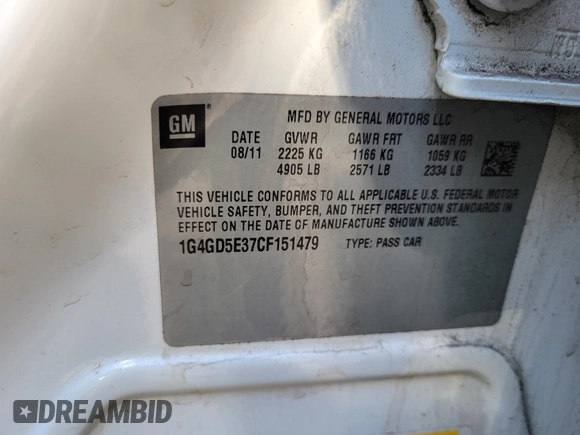 GM
MFD BY GENERAL MOTORS LLC
DATE GVWR GAWR FRT GAWR RR
08/11 2225 KG 1166 KG 1059 KG
4905 LB 2571 LB 2334 LB
THIS VEHICLE CONFORMS TO ALL APPLICABLE U.S. FEDERAL MOTOR
VEHICLE SAFETY, BUMPER, AND THEFT PREVENTION STANDARDS IN
EFFECT ON THE DATE OF MANUFACTURE SHOWN ABOVE.
1G4GD5E37CF151479 TYPE: PASS CAR
DREAMBID